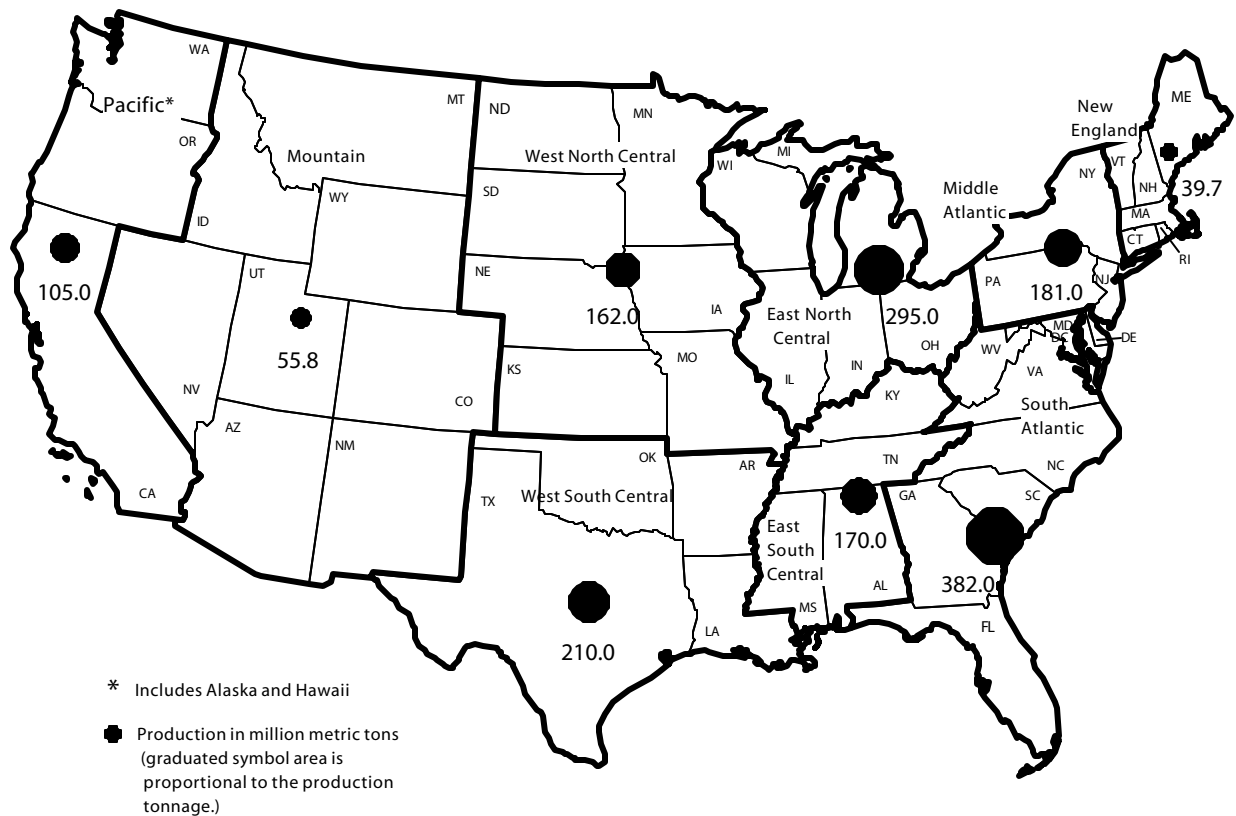 WA
ME
MT
ND
New
MN
England
Pacific*
OR
MI
VT
Mountain
West North Central
WI
NY
NH
SD
Middle
39.7
WY
Atlantic
MA
ID
CT
RI
UT
NE
PA
NJ
105.0
181.0
IA
162.0
East North
295.0
MD
DC
DE
Central
OH
WV
55.8
MO
IN
KS
IL
VA
NV
CO
KY
South
Atlantic
AZ
NM
OK
AR
TN
NC
TX
West South Central
GA
SC
CA
East
170.0
South
Central
382.0
AL
MS
FL
LA
210.0
* Includes Alaska and Hawaii
Production in million metric tons
(graduated symbol area is
proportional to the production
tonnage.)